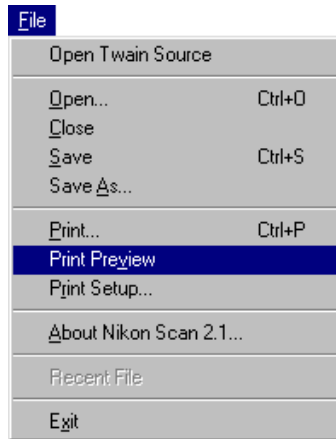 File
Open Twain Source
Open... Ctrl+O
Close
Save Ctrl+S
Save As...
Print... Ctrl+P
Print Preview
Print Setup...
About Nikon Scan 2.1...
Recent File
Exit